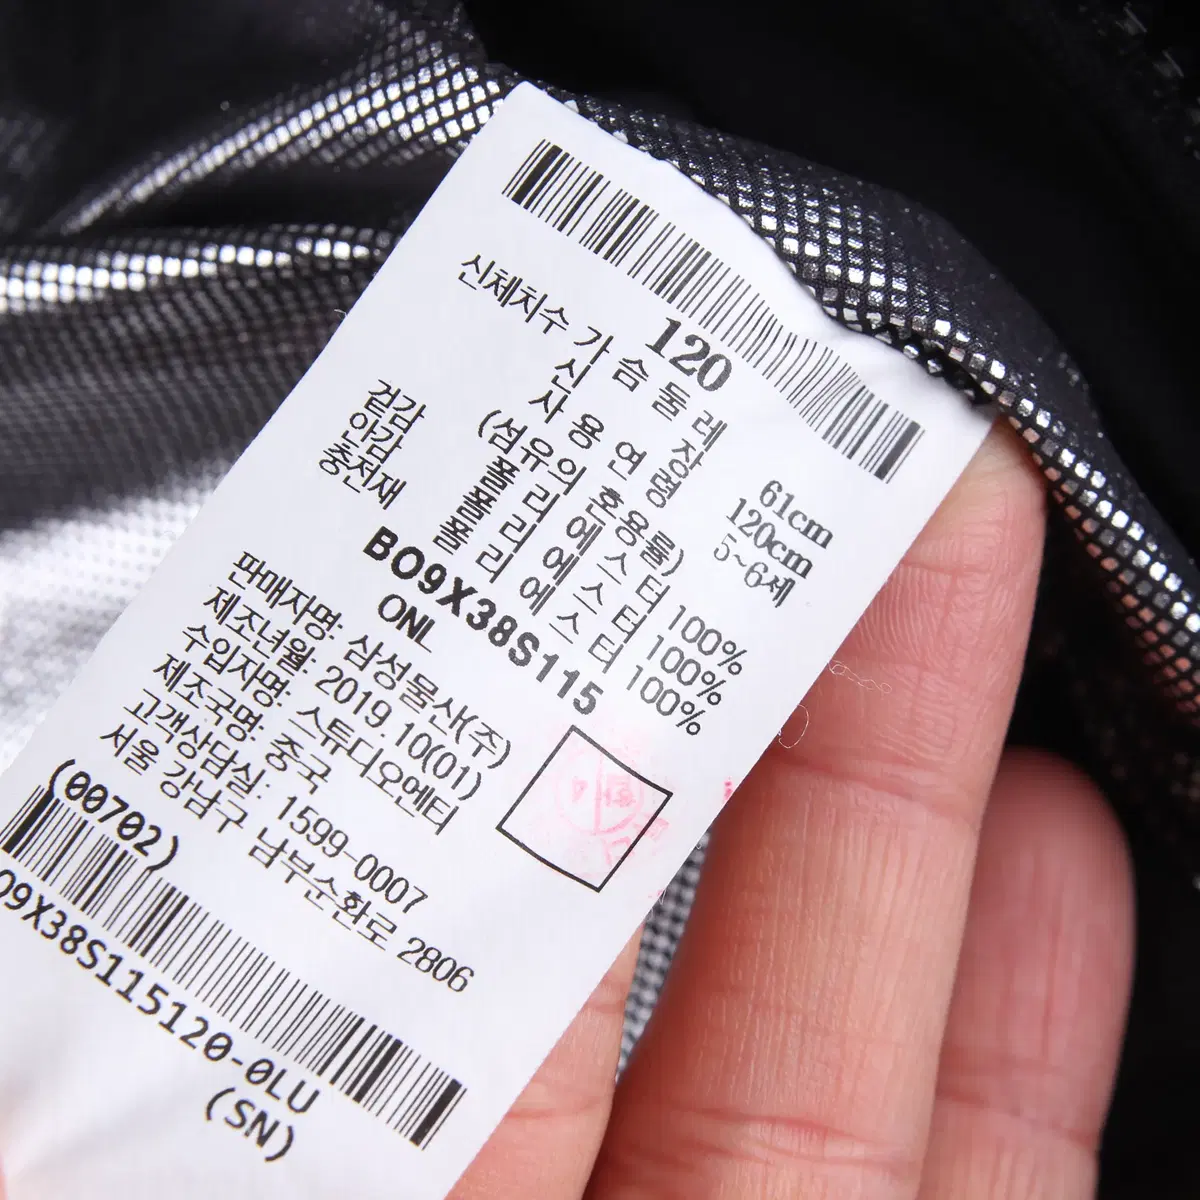 120
신체치수 가슴둘레 61cm
신장 120cm
사용연령 5~6세
(섬유의 혼용률)
겉감 폴리에스터 100%
안감 폴리에스터 100%
충전재 폴리에스터 100%
BO9X38S115
ONL
판매자명: 삼성물산(주)
제조년월: 2019.10(01)
수입자명: 스튜디오엔터
제조국명: 중국
고객상담실: 1599-0007
서울 강남구 남부순환로 2806
(00702)
O9X38S115120-0LU
(SN)